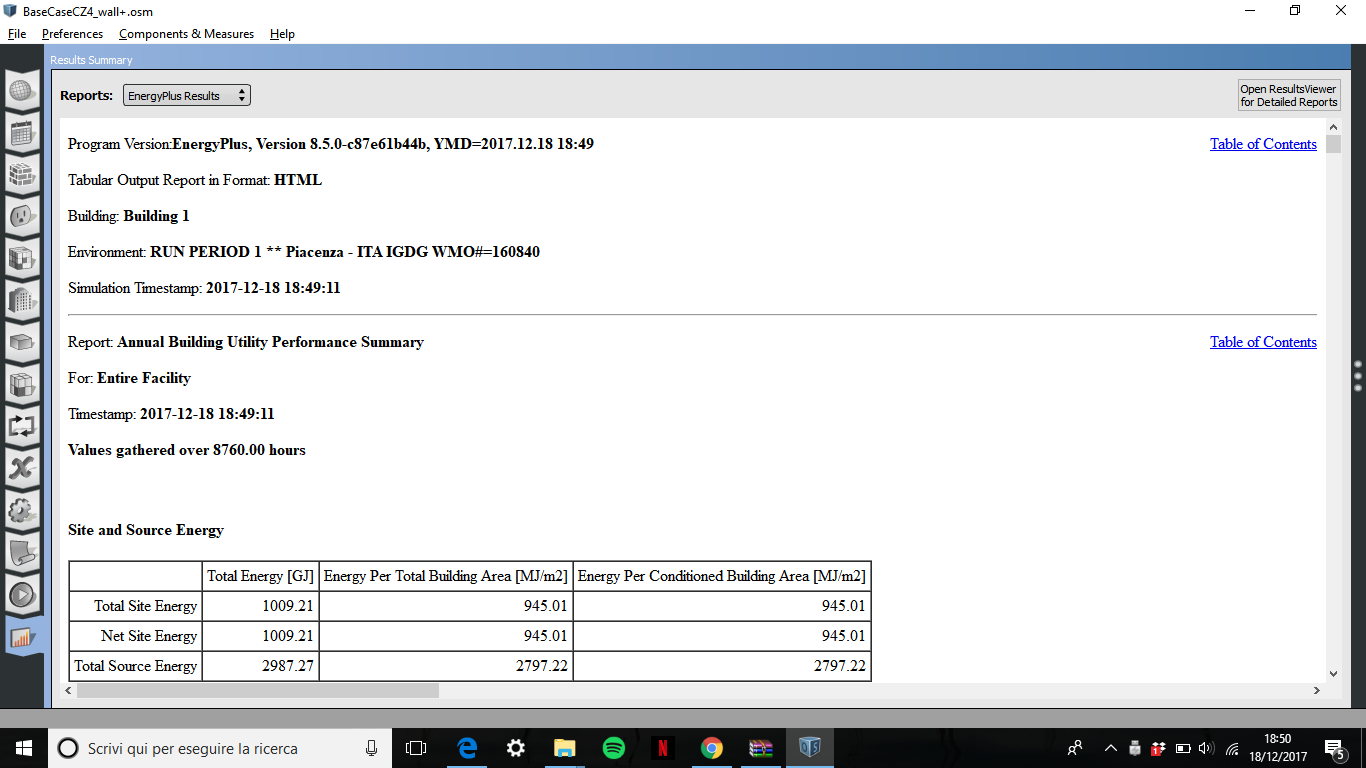 BaseCaseCZ4_wall+.osm
File Preferences Components & Measures Help
Results Summary
Reports: EnergyPlus Results
Open ResultsViewer
for Detailed Reports
Program Version:EnergyPlus, Version 8.5.0-c87e61b44b, YMD=2017.12.18 18:49
Table of Contents
Tabular Output Report in Format: HTML
Building: Building 1
Environment: RUN PERIOD 1 ** Piacenza - ITA IGDG WMO#=160840
Simulation Timestamp: 2017-12-18 18:49:11
Report: Annual Building Utility Performance Summary
Table of Contents
For: Entire Facility
Timestamp: 2017-12-18 18:49:11
Values gathered over 8760.00 hours
Site and Source Energy
Total Energy [GJ] Energy Per Total Building Area [MJ/m2] Energy Per Conditioned Building Area [MJ/m2]
Total Site Energy 1009.21 945.01 945.01
Net Site Energy 1009.21 945.01 945.01
Total Source Energy 2987.27 2797.22 2797.22
Scrivi qui per eseguire la ricerca
18:50
18/12/2017
5